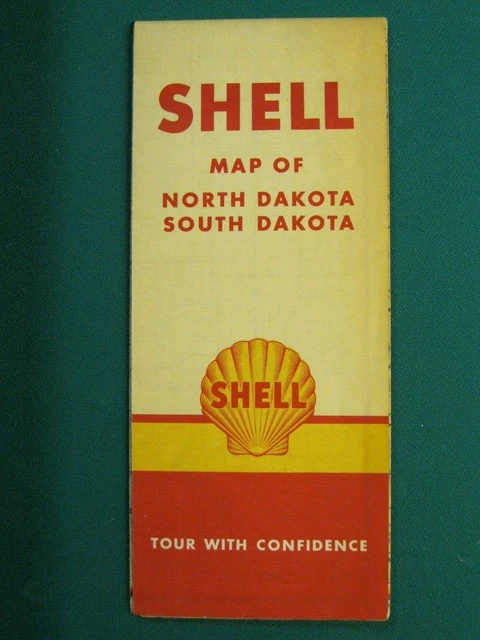 SHELL
MAP OF
NORTH DAKOTA
SOUTH DAKOTA
SHELL
TOUR WITH CONFIDENCE